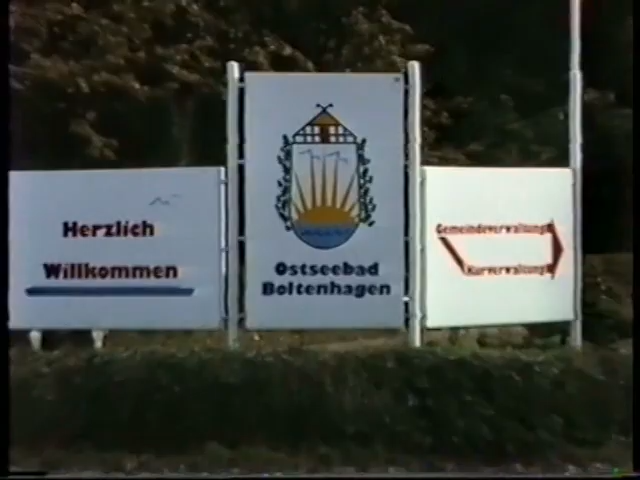 Herzlich
Willkommen
Ostseebad
Boltenhagen
Gemeindeverwaltung
Kurverwaltung